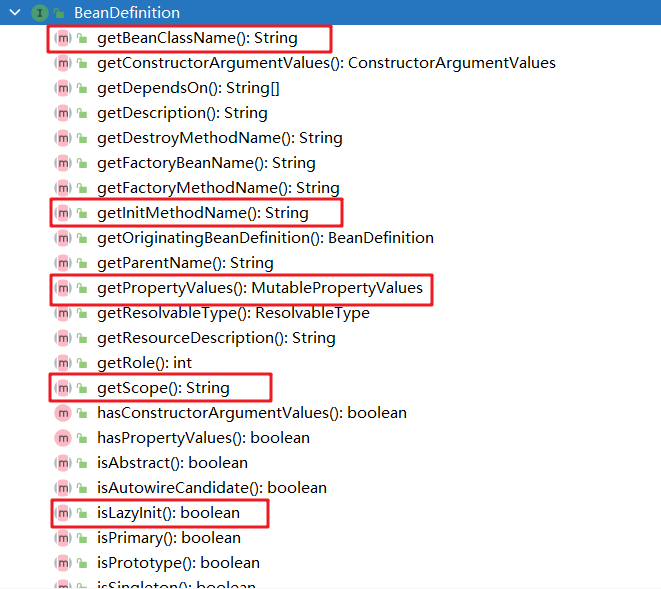 BeanDefinition
getBeanClassName(): String
getConstructorArgumentValues(): ConstructorArgumentValues
getDependsOn(): String[]
getDescription(): String
getDestroyMethodName(): String
getFactoryBeanName(): String
getFactoryMethodName(): String
getInitMethodName(): String
getOriginatingBeanDefinition(): BeanDefinition
getParentName(): String
getPropertyValues(): MutablePropertyValues
getResolvableType(): ResolvableType
getResourceDescription(): String
getRole(): int
getScope(): String
hasConstructorArgumentValues(): boolean
hasPropertyValues(): boolean
isAbstract(): boolean
isAutowireCandidate(): boolean
isLazyInit(): boolean
isPrimary(): boolean
isPrototype(): boolean
isSingleton(): boolean